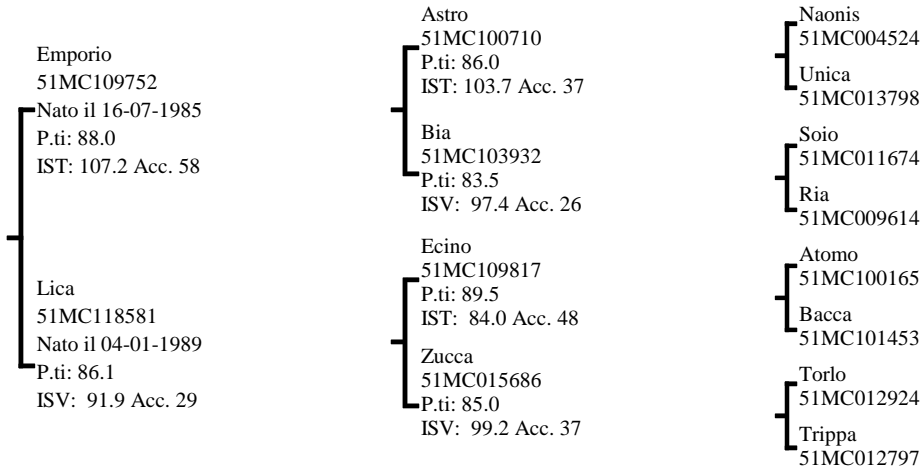 Emporio
51MC109752
Nato il 16-07-1985
P.ti: 88.0
IST: 107.2 Acc. 58
Lica
51MC118581
Nato il 04-01-1989
P.ti: 86.1
ISV: 91.9 Acc. 29
Astro
51MC100710
P.ti: 86.0
IST: 103.7 Acc. 37
Bia
51MC103932
P.ti: 83.5
ISV: 97.4 Acc. 26
Ecino
51MC109817
P.ti: 89.5
IST: 84.0 Acc. 48
Zucca
51MC015686
P.ti: 85.0
ISV: 99.2 Acc. 37
Naonis
51MC004524
Unica
51MC013798
Soio
51MC011674
Ria
51MC009614
Atomo
51MC100165
Bacca
51MC101453
Torlo
51MC012924
Trippa
51MC012797